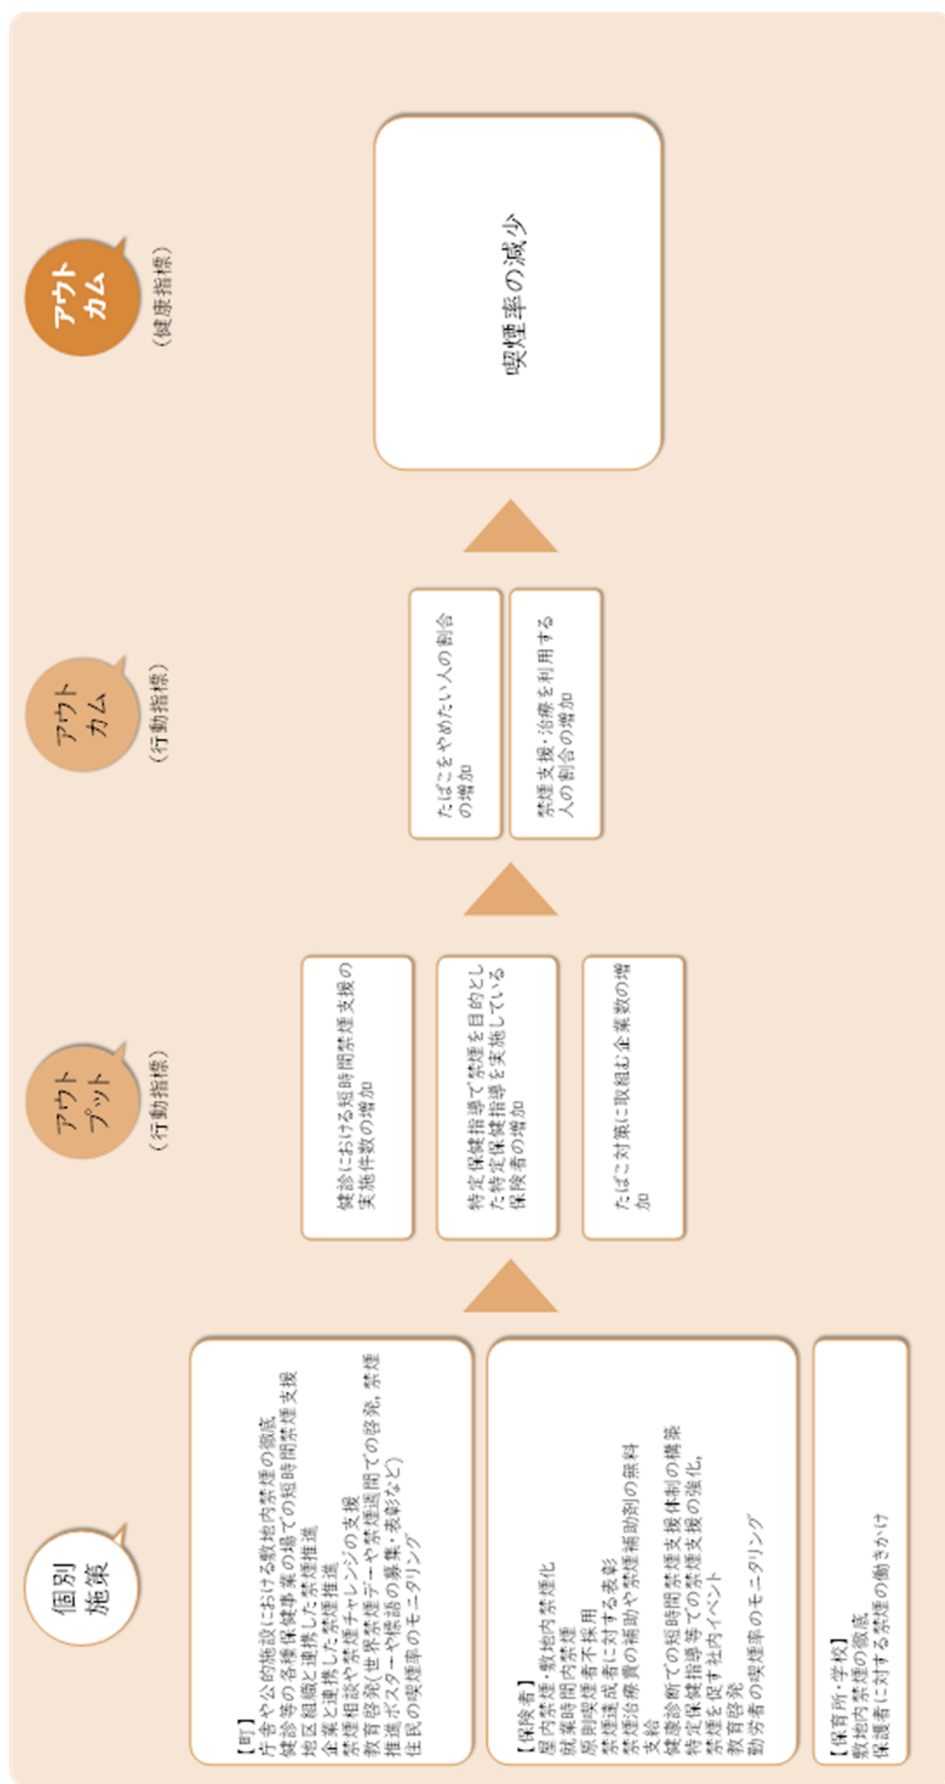 個別
施策
【町】
庁舎や公的施設における敷地内禁煙の徹底
健診等の各種保健事業の場での短時間禁煙支援
地区組織と連携した禁煙推進
企業と連携した禁煙推進
禁煙相談や禁煙チャレンジの支援
教育啓発(世界禁煙デーや禁煙週間での啓発，禁煙
推進ポスターや標語の募集・表彰など)
住民の喫煙率のモニタリング
【保険者】
屋内禁煙・敷地内禁煙化
就業時間内禁煙
原則喫煙者不採用
禁煙達成者に対する表彰
禁煙治療費の補助や禁煙補助剤の無料
支給
健康診断での短時間禁煙支援体制の構築
特定保健指導等での禁煙支援の強化，
禁煙を促す社内イベント
教育啓発
勤労者の喫煙率のモニタリング
【保育所・学校】
敷地内禁煙の徹底
保護者に対する禁煙の働きかけ
アウト
プット
（行動指標）
健診における短時間禁煙支援の
実施件数の増加
特定保健指導で禁煙を目的とし
た特定保健指導を実施している
保険者の増加
たばこ対策に取組む企業数の増
加
アウト
カム
（行動指標）
たばこをやめたい人の割合
の増加
禁煙支援・治療を利用する
人の割合の増加
アウト
カム
（健康指標）
喫煙率の減少